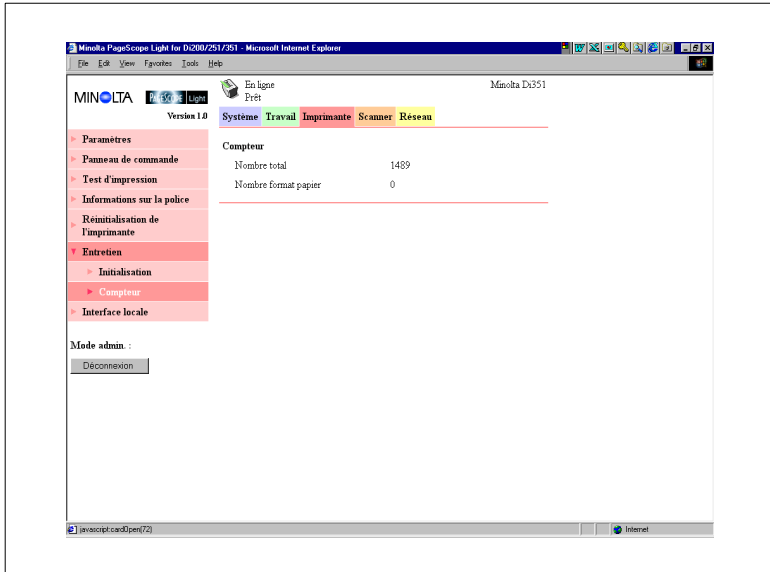 Minolta PageScope Light for Di200/251/351 - Microsoft Internet Explorer
File Edit View Favorites Tools Help
MINOLTA PAGESCOPE Light
Version 1.0
En ligne
Prêt
Minolta Di351
Système Travail Imprimante Scanner Réseau
Paramètres
Panneau de commande
Test d'impression
Informations sur la police
Réinitialisation de
l'imprimante
Entretien
Initialisation
Compteur
Interface locale
Mode admin. :
Déconnexion
Compteur
Nombre total 1489
Nombre format papier 0
javascript:cardOpen(72)
Internet